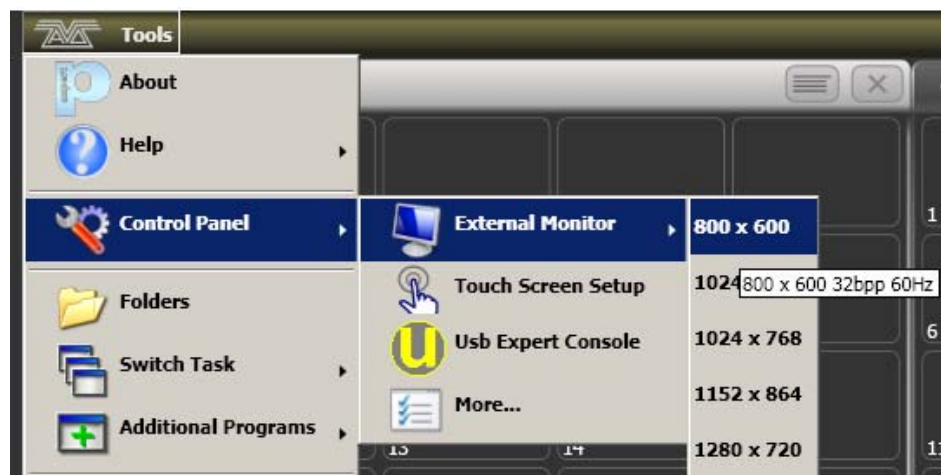 Tools
About
Help
Control Panel
External Monitor
800 x 600
1
Folders
Touch Screen Setup
1024
800 x 600 32bpp 60Hz
Switch Task
Usb Expert Console
1024 x 768
6
Additional Programs
More...
1152 x 864
13
14
1280 x 720